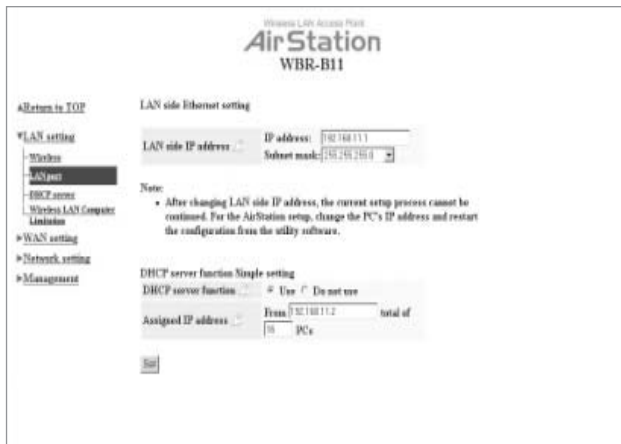 Wireless LAN Access Point
AirStation
WBR-B11
Return to TOP
LAN setting
Wireless
LAN port
DHCP server
Wireless LAN Computer
Limitation
WAN setting
Network setting
Management
LAN side Ethernet setting
LAN side IP address
IP address: 192.168.11.1
Subnet mask: 255.255.255.0
Note:
• After changing LAN side IP address, the current setup process cannot be
continued. For the AirStation setup, change the PC's IP address and restart
the configuration from the utility software.
DHCP server function Simple setting
DHCP server function Use Do not use
Assigned IP address From 192.168.11.2 total of
16 PCs
Set